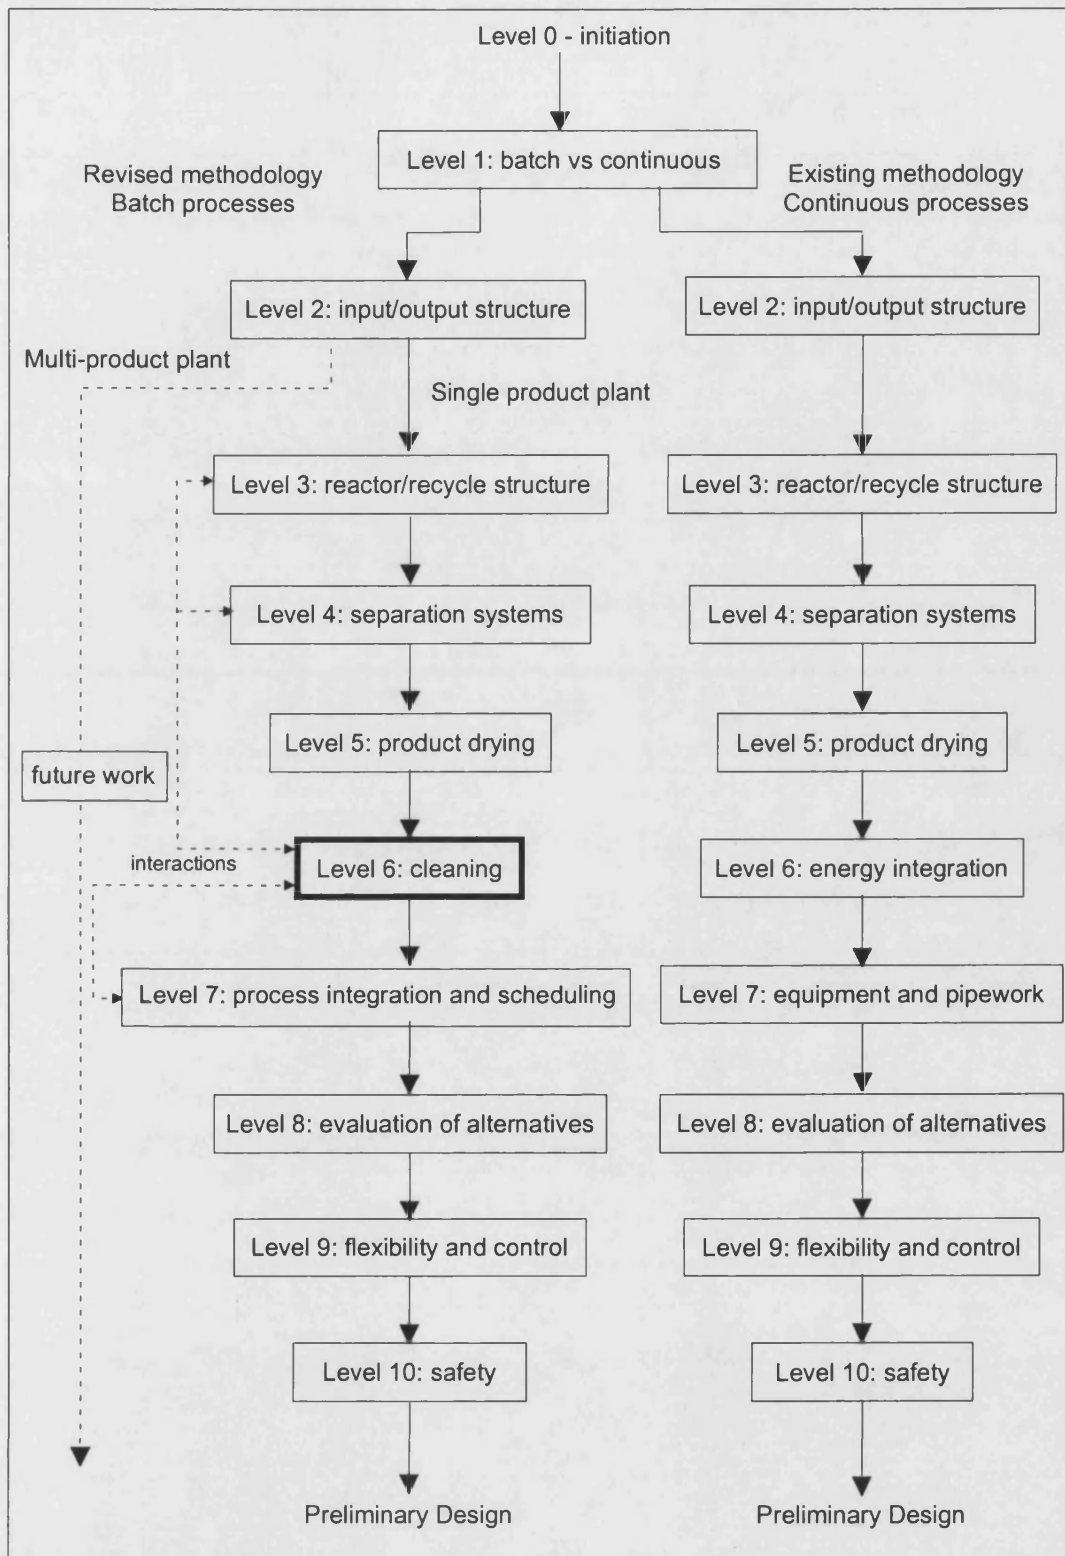 Level 0 - initiation
Level 1: batch vs continuous
Revised methodology
Batch processes
Existing methodology
Continuous processes
Level 2: input/output structure
Level 2: input/output structure
Multi-product plant
Single product plant
Level 3: reactor/recycle structure
Level 3: reactor/recycle structure
Level 4: separation systems
Level 4: separation systems
Level 5: product drying
Level 5: product drying
future work
interactions
Level 6: cleaning
Level 6: energy integration
Level 7: process integration and scheduling
Level 7: equipment and pipework
Level 8: evaluation of alternatives
Level 8: evaluation of alternatives
Level 9: flexibility and control
Level 9: flexibility and control
Level 10: safety
Level 10: safety
Preliminary Design
Preliminary Design